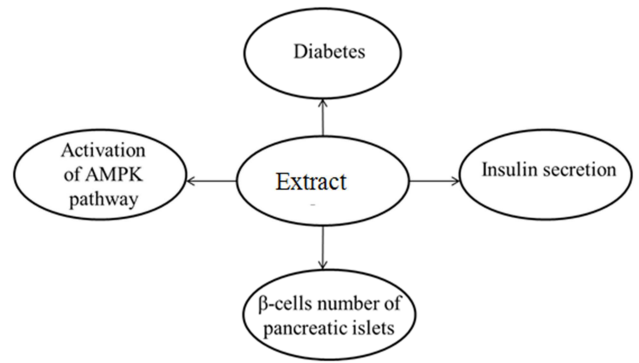 Diabetes
Activation
of AMPK
pathway
Extract
Insulin secretion
β-cells number of
pancreatic islets